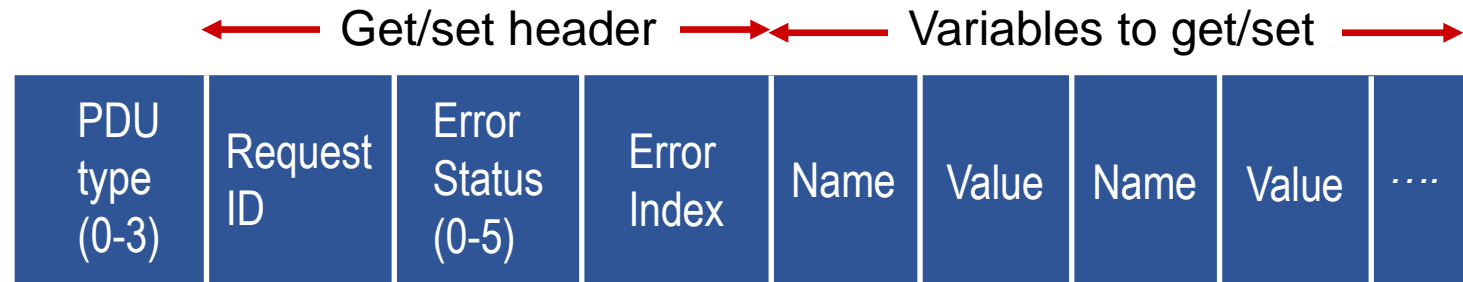 Get/set header
Variables to get/set
PDU
type
(0-3)
Request
ID
Error
Status
(0-5)
Error
Index
Name
Value
Name
Value
....